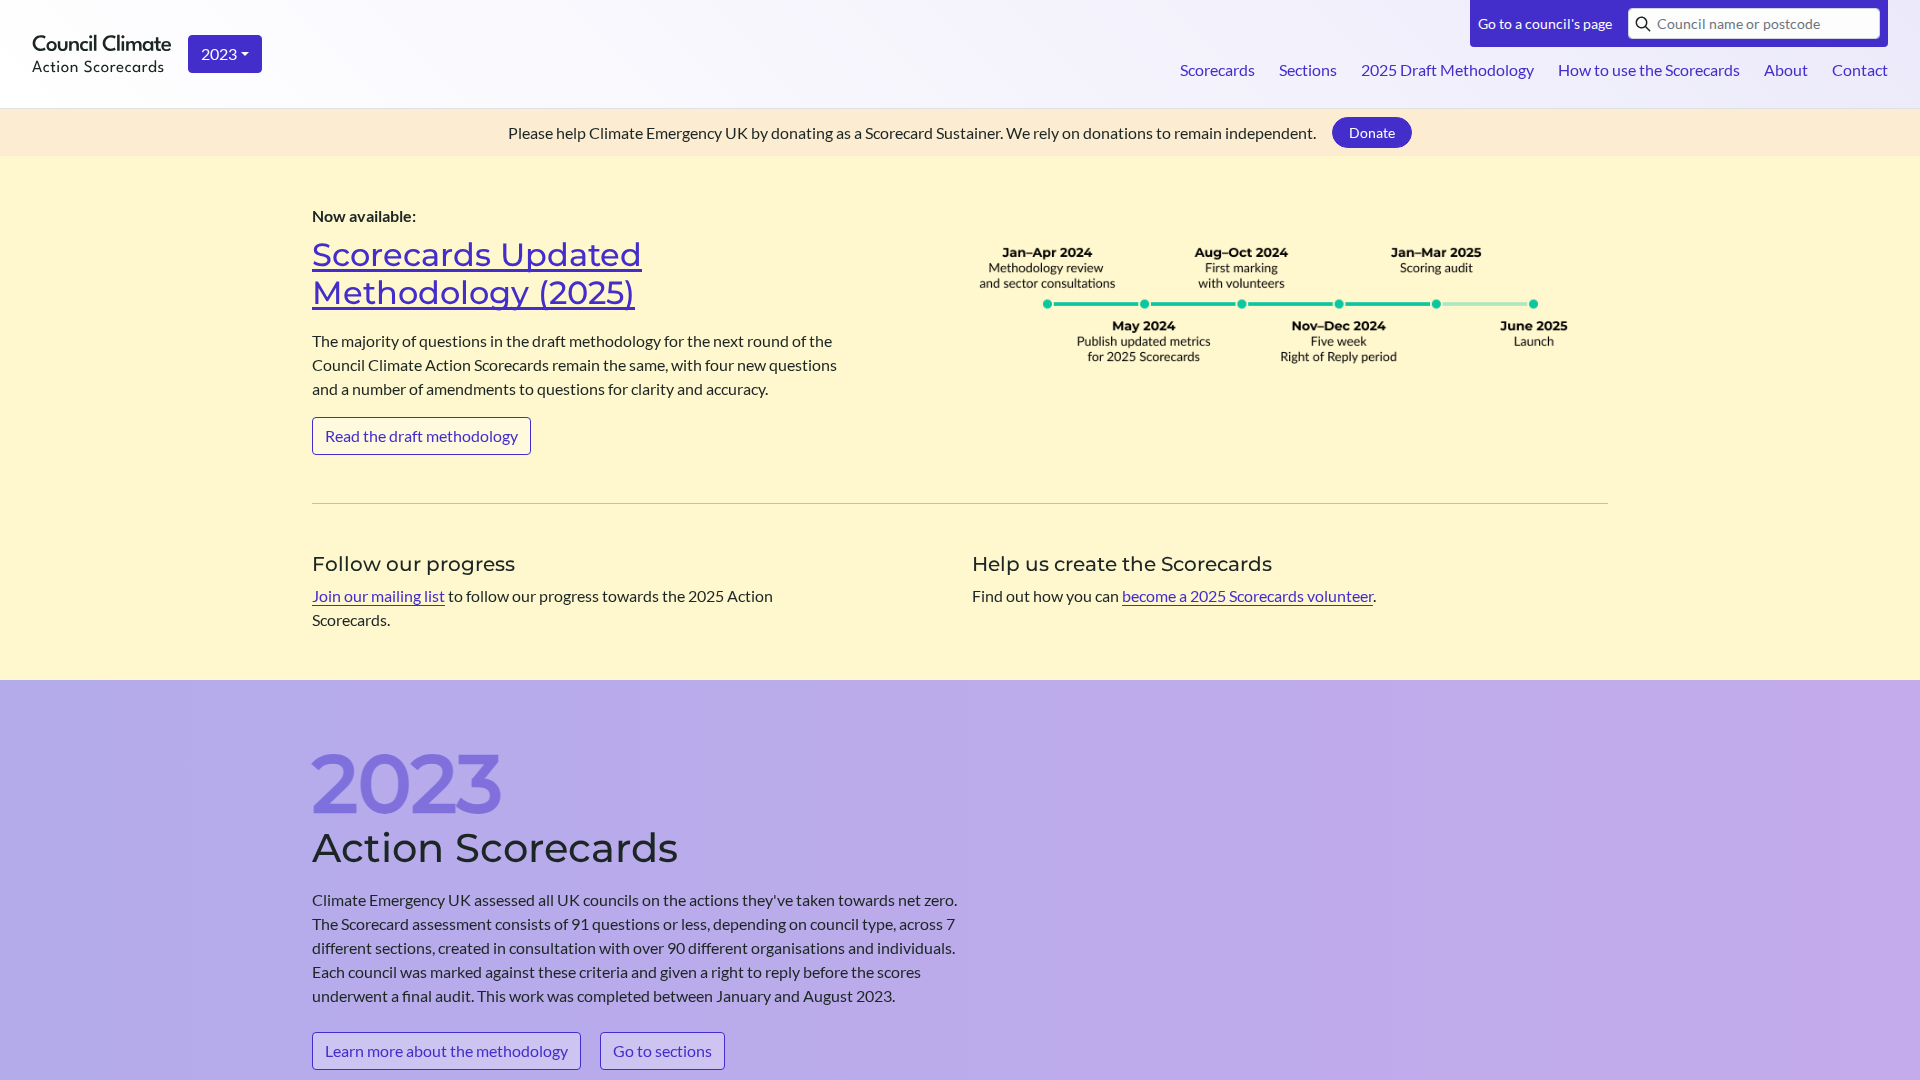 Go to a council's page
Council name or postcode
Council Climate
Action Scorecards
2023
Scorecards
Sections
2025 Draft Methodology
How to use the Scorecards
About
Contact
Please help Climate Emergency UK by donating as a Scorecard Sustainer. We rely on donations to remain independent.
Donate
Now available:
Scorecards Updated
Methodology (2025)
The majority of questions in the draft methodology for the next round of the
Council Climate Action Scorecards remain the same, with four new questions
and a number of amendments to questions for clarity and accuracy.
Read the draft methodology
Jan–Apr 2024
Methodology review
and sector consultations
Aug–Oct 2024
First marking
with volunteers
Jan–Mar 2025
Scoring audit
May 2024
Publish updated metrics
for 2025 Scorecards
Nov–Dec 2024
Five week
Right of Reply period
June 2025
Launch
Follow our progress
Join our mailing list to follow our progress towards the 2025 Action
Scorecards.
Help us create the Scorecards
Find out how you can become a 2025 Scorecards volunteer.
2023
Action Scorecards
Climate Emergency UK assessed all UK councils on the actions they've taken towards net zero.
The Scorecard assessment consists of 91 questions or less, depending on council type, across 7
different sections, created in consultation with over 90 different organisations and individuals.
Each council was marked against these criteria and given a right to reply before the scores
underwent a final audit. This work was completed between January and August 2023.
Learn more about the methodology
Go to sections